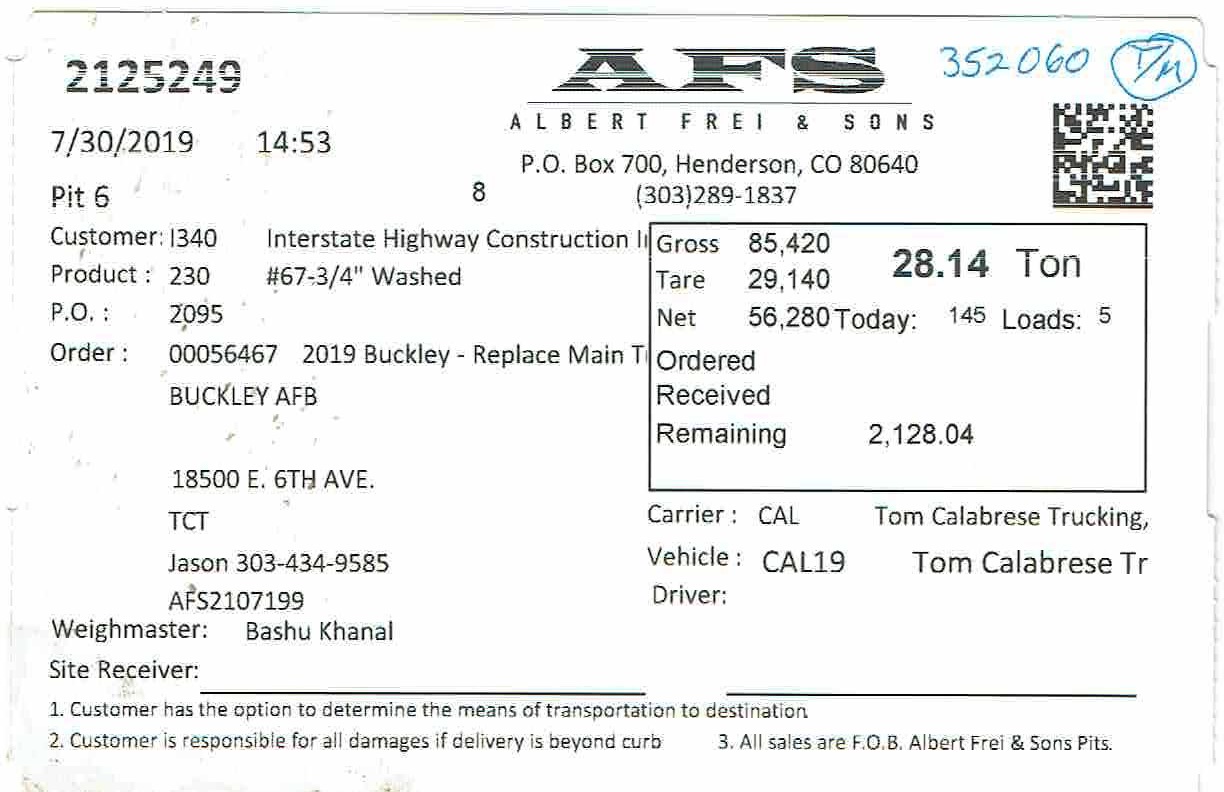 2125249
AFS
352060
T/M
ALBERT FREI & SONS
7/30/2019 14:53
P.O. Box 700, Henderson, CO 80640
Pit 6 8 (303)289-1837
Customer: I340 Interstate Highway Construction I
Gross 85,420 28.14 Ton
Product : 230 #67-3/4" Washed
Tare 29,140
P.O. : 2095
Net 56,280 Today: 145 Loads: 5
Order : 00056467 2019 Buckley - Replace Main T
Ordered
BUCKLEY AFB
Received
Remaining 2,128.04
18500 E. 6TH AVE.
TCT
Carrier : CAL Tom Calabrese Trucking,
Jason 303-434-9585
Vehicle : CAL19 Tom Calabrese Tr
AFS2107199
Driver:
Weighmaster: Bashu Khanal
Site Receiver:
1. Customer has the option to determine the means of transportation to destination
2. Customer is responsible for all damages if delivery is beyond curb 3. All sales are F.O.B. Albert Frei & Sons Pits.